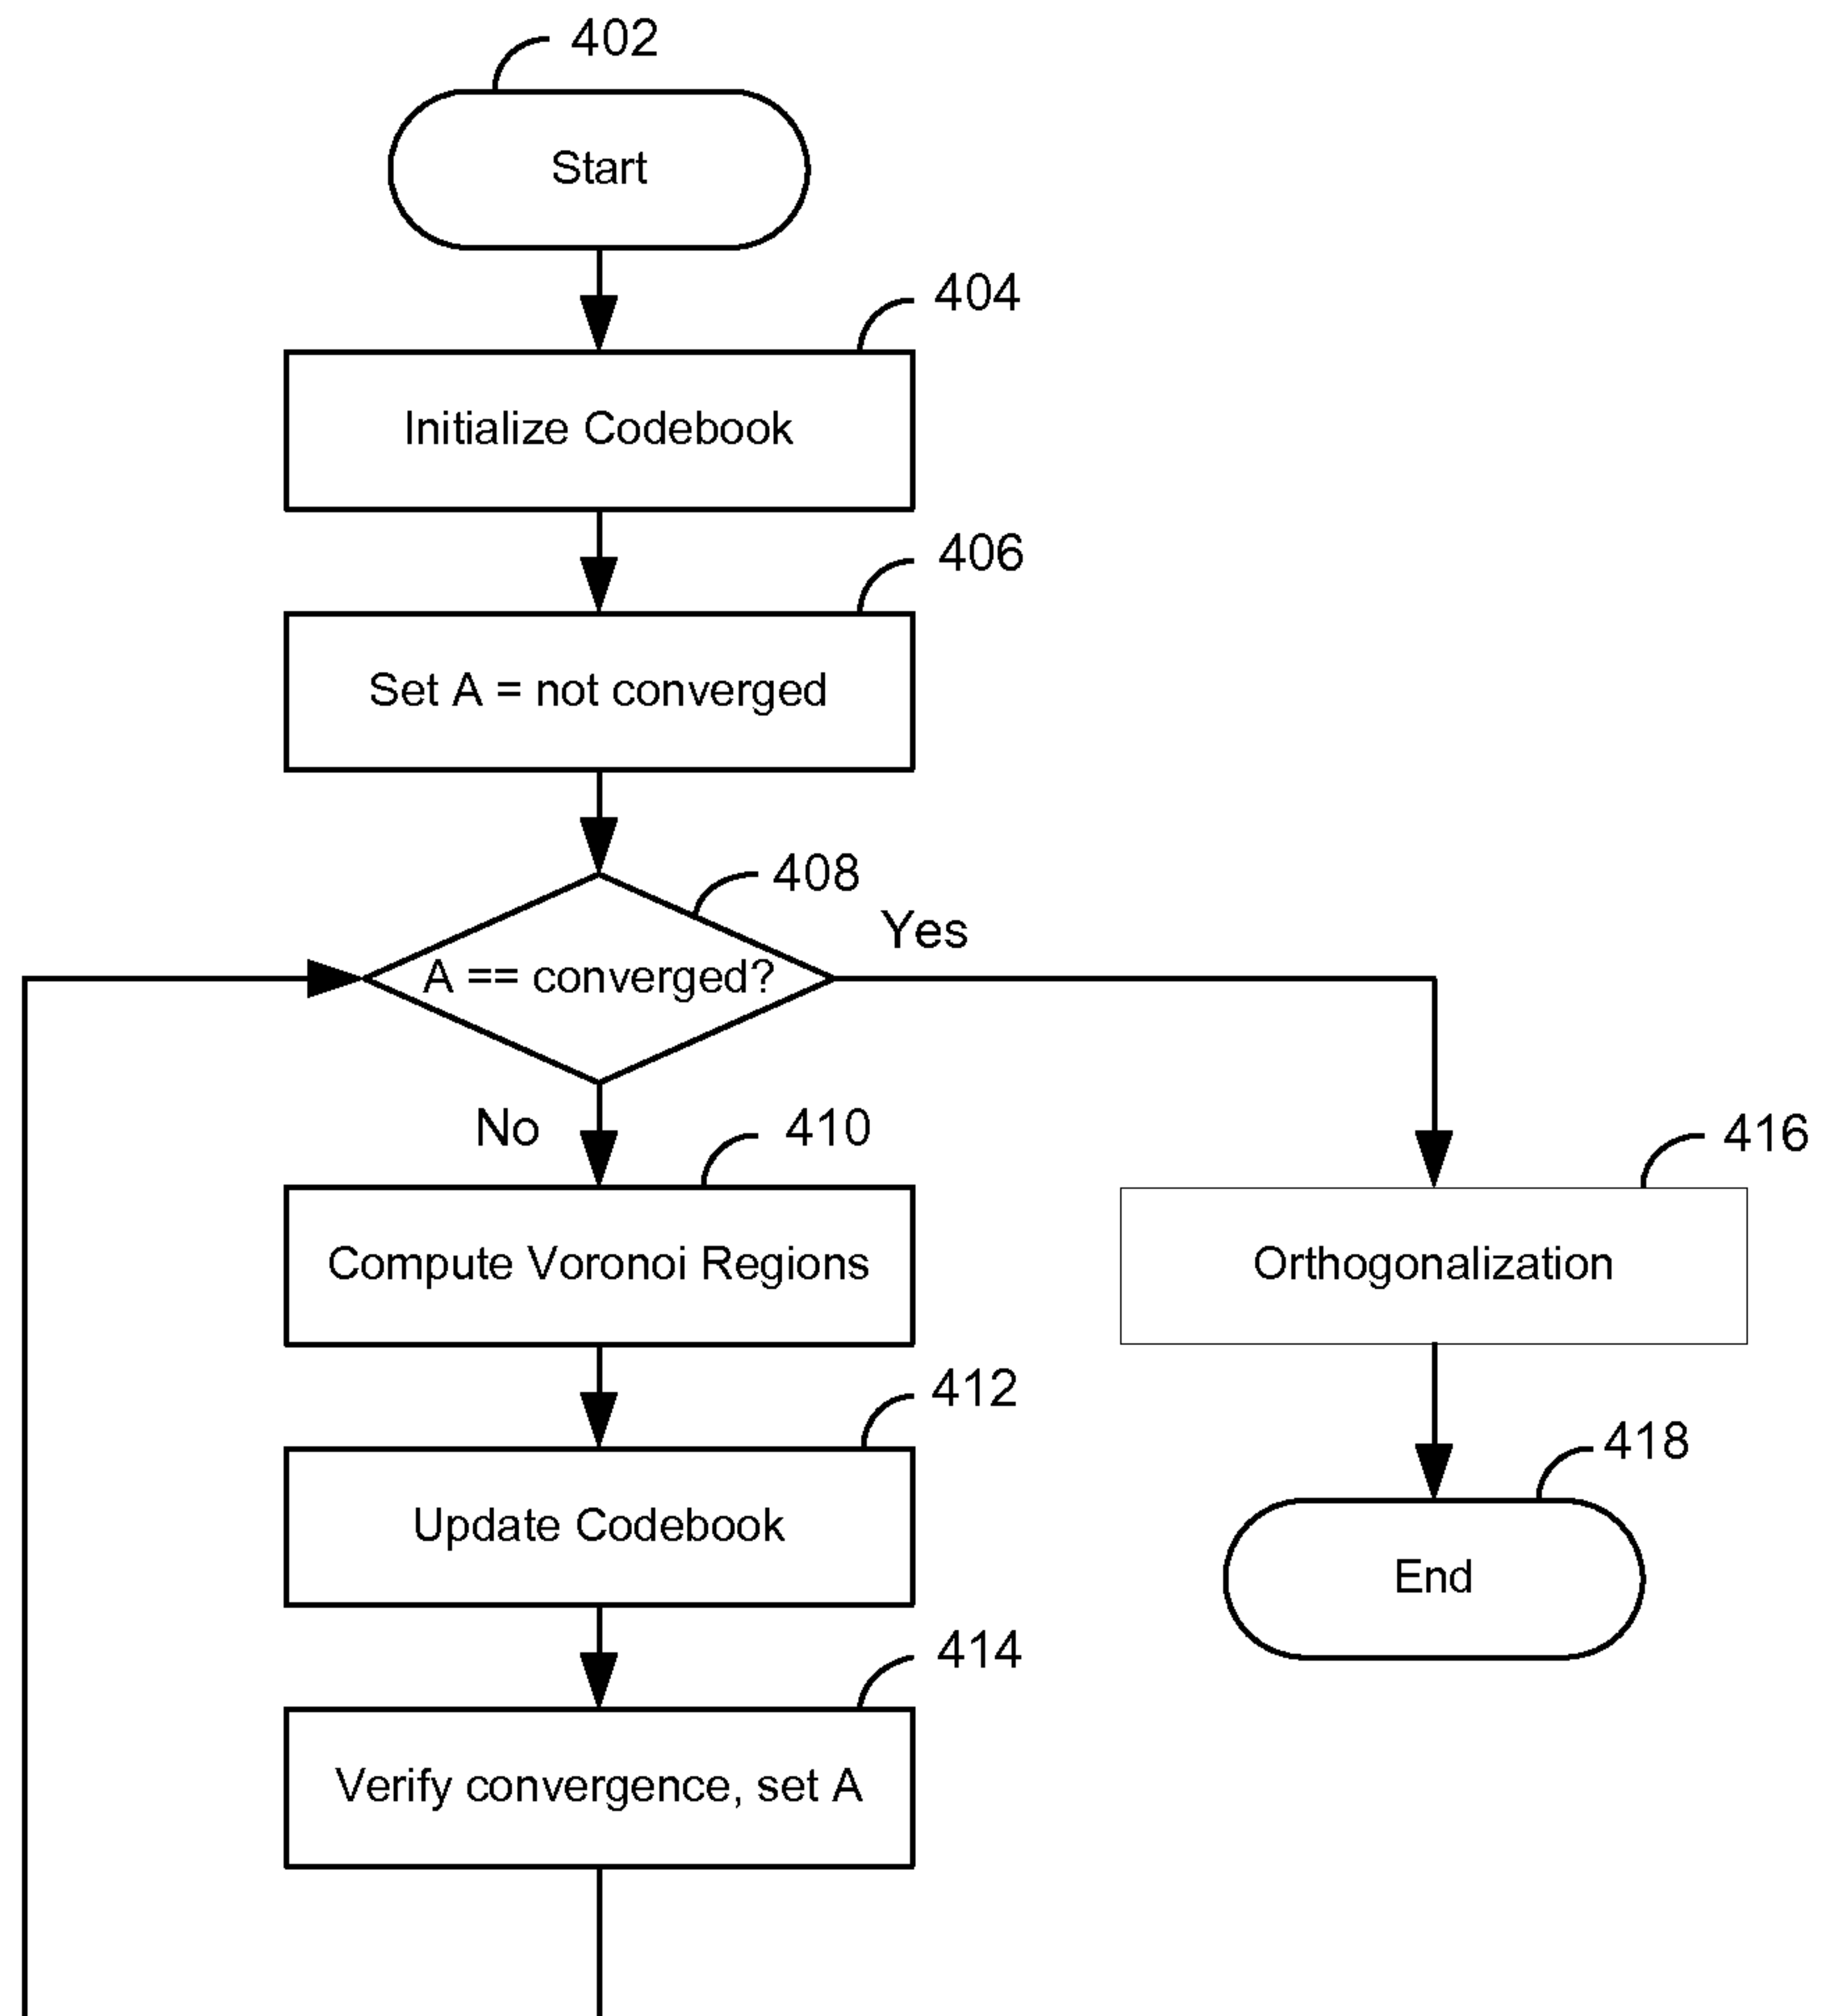 402
Start
404
Initialize Codebook
406
Set A = not converged
408
Yes
A == converged?
No
410
416
Compute Voronoi Regions
Orthogonalization
412
418
Update Codebook
End
414
Verify convergence, set A